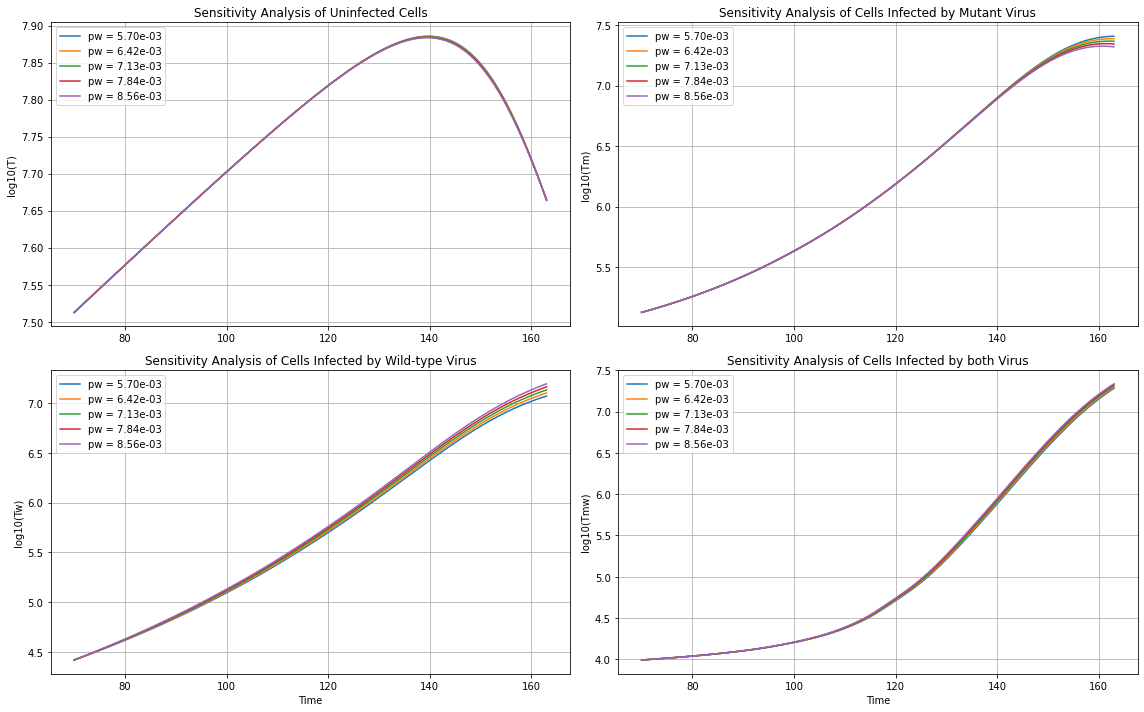 Sensitivity Analysis of Uninfected Cells
7.90
7.85
7.80
7.75
7.70
7.65
7.60
7.55
7.50
log10(T)
pw = 5.70e-03
pw = 6.42e-03
pw = 7.13e-03
pw = 7.84e-03
pw = 8.56e-03
80
100
120
140
160
Sensitivity Analysis of Cells Infected by Mutant Virus
7.5
7.0
6.5
6.0
5.5
log10(Tm)
pw = 5.70e-03
pw = 6.42e-03
pw = 7.13e-03
pw = 7.84e-03
pw = 8.56e-03
80
100
120
140
160
Sensitivity Analysis of Cells Infected by Wild-type Virus
7.0
6.5
6.0
5.5
5.0
4.5
log10(Tw)
pw = 5.70e-03
pw = 6.42e-03
pw = 7.13e-03
pw = 7.84e-03
pw = 8.56e-03
80
100
120
140
160
Time
Sensitivity Analysis of Cells Infected by both Virus
7.5
7.0
6.5
6.0
5.5
5.0
4.5
4.0
log10(Tmw)
pw = 5.70e-03
pw = 6.42e-03
pw = 7.13e-03
pw = 7.84e-03
pw = 8.56e-03
80
100
120
140
160
Time